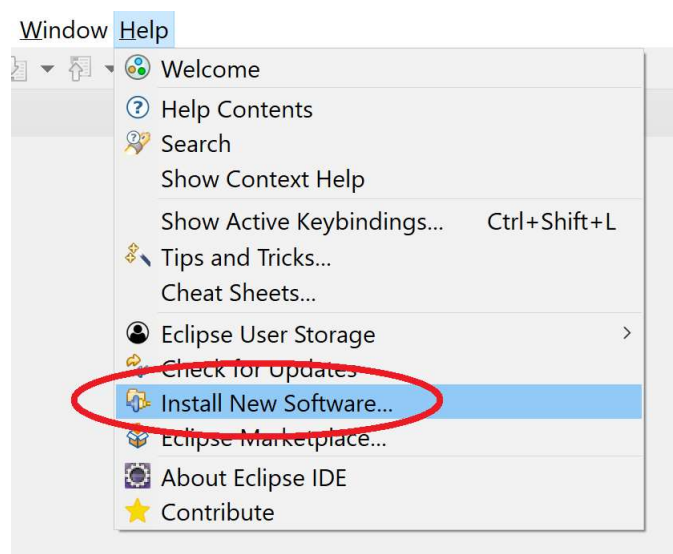 Window Help
Welcome
Help Contents
Search
Show Context Help
Show Active Keybindings... Ctrl+Shift+L
Tips and Tricks...
Cheat Sheets...
Eclipse User Storage
Check for Updates
Install New Software...
Eclipse Marketplace...
About Eclipse IDE
Contribute